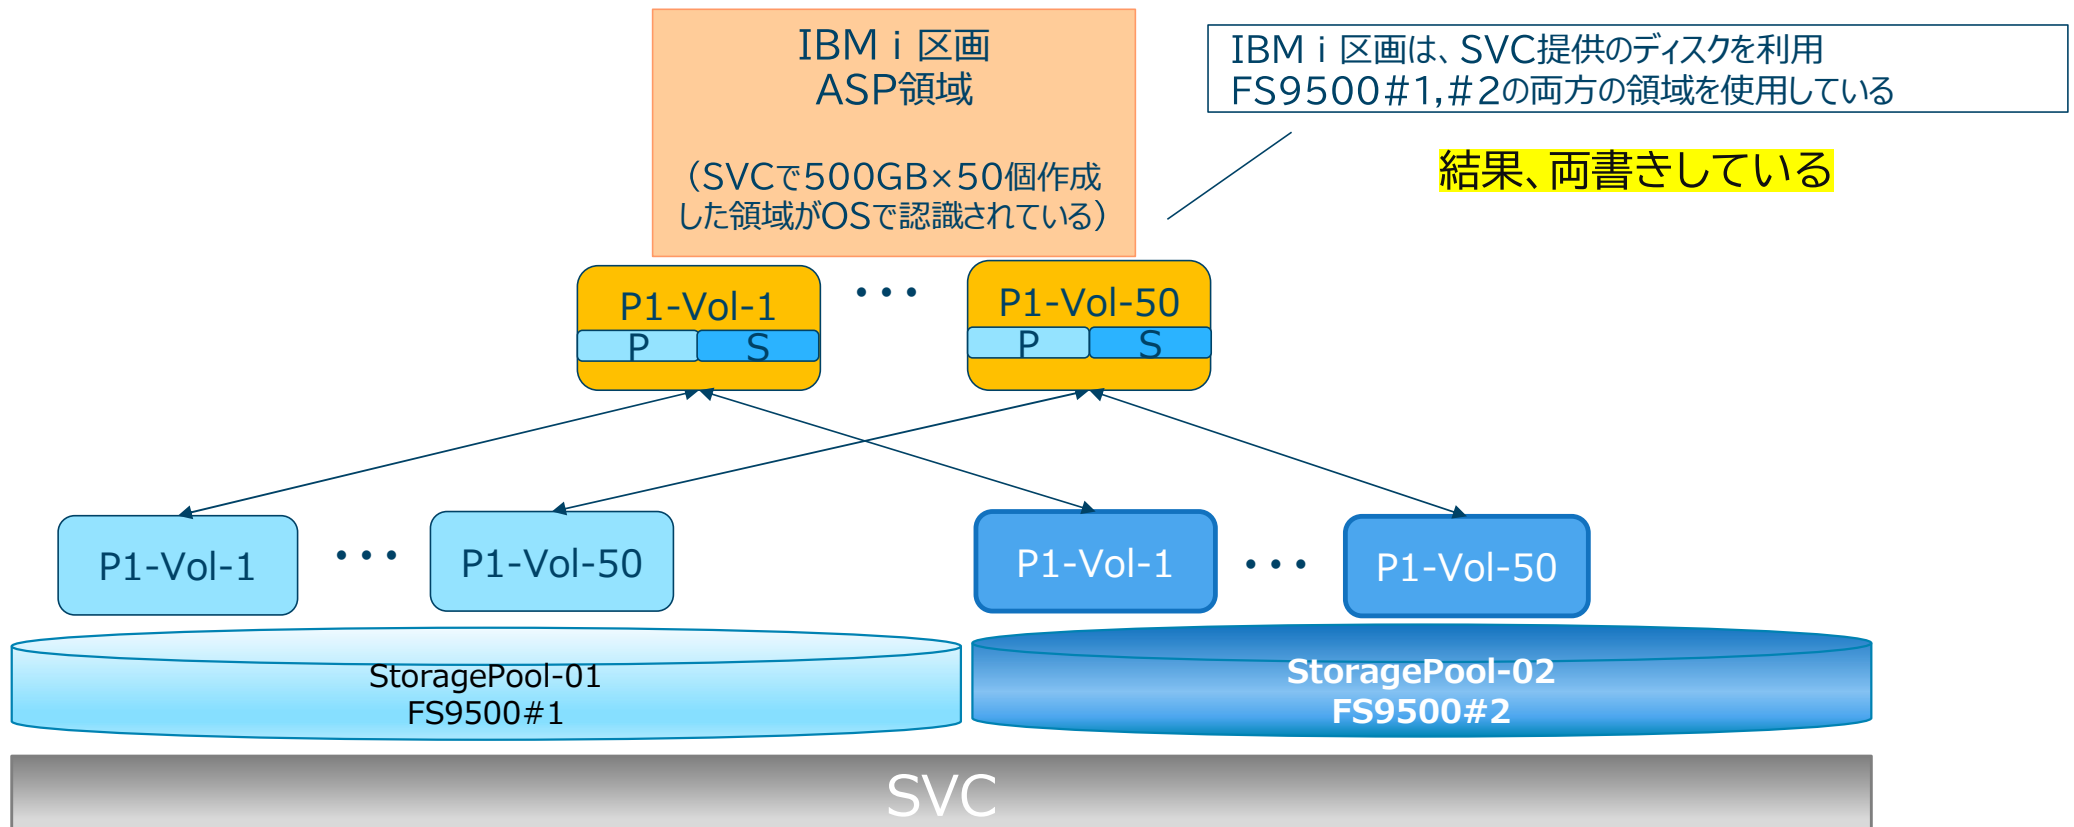 IBM i 区画
ASP領域
（SVCで500GB×50個作成
した領域がOSで認識されている）
IBM i 区画は、SVC提供のディスクを利用
FS9500#1,#2の両方の領域を使用している
結果、両書きしている
P1-Vol-1
P S
・・・
P1-Vol-50
P S
P1-Vol-1
・・・
P1-Vol-50
P1-Vol-1
・・・
P1-Vol-50
StoragePool-01
FS9500#1
StoragePool-02
FS9500#2
SVC